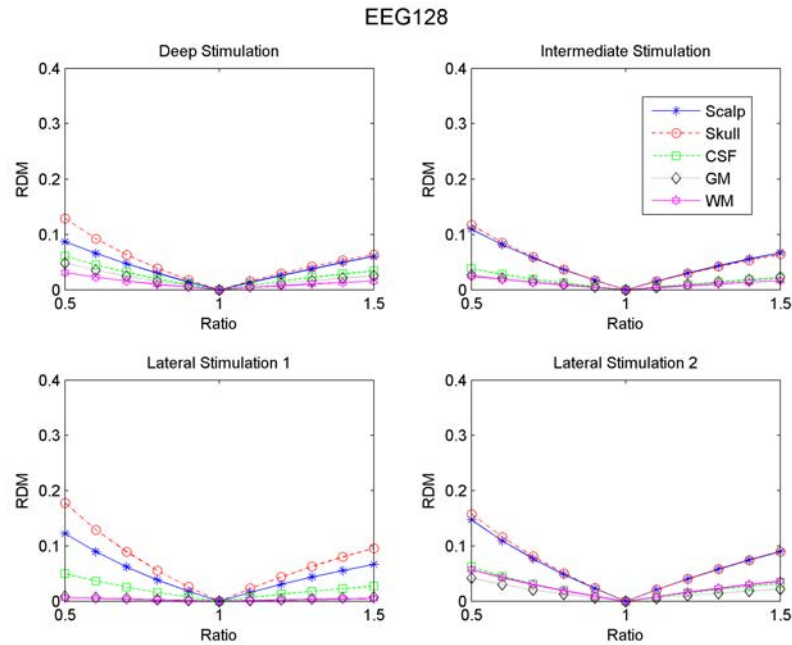 EEG128
Deep Stimulation
0.4
0.3
0.2
0.1
0
RDM
0.5
1
1.5
Ratio
Intermediate Stimulation
0.4
0.3
0.2
0.1
0
RDM
Scalp
Skull
CSF
GM
WM
0.5
1
1.5
Ratio
Lateral Stimulation 1
0.4
0.3
0.2
0.1
0
RDM
0.5
1
1.5
Ratio
Lateral Stimulation 2
0.4
0.3
0.2
0.1
0
RDM
0.5
1
1.5
Ratio